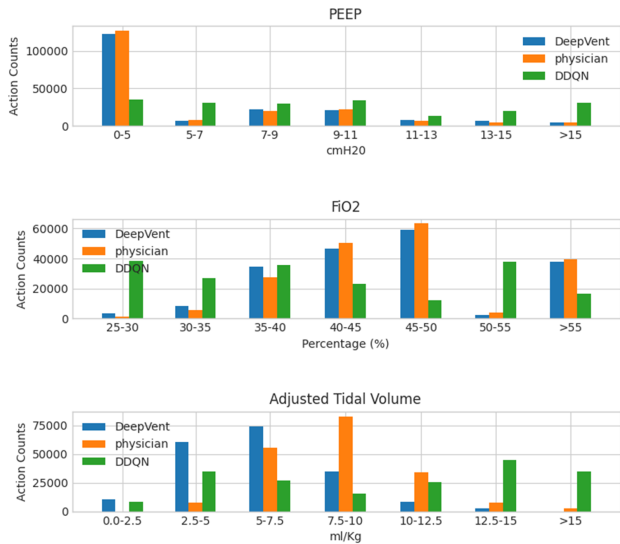 PEEP
Action Counts
100000
50000
0
DeepVent
physician
DDQN
0-5 5-7 7-9 9-11 11-13 13-15 >15
cmH20
FiO2
Action Counts
60000
40000
20000
0
DeepVent
physician
DDQN
25-30 30-35 35-40 40-45 45-50 50-55 >55
Percentage (%)
Adjusted Tidal Volume
Action Counts
75000
50000
25000
0
DeepVent
physician
DDQN
0.0-2.5 2.5-5 5-7.5 7.5-10 10-12.5 12.5-15 >15
ml/Kg